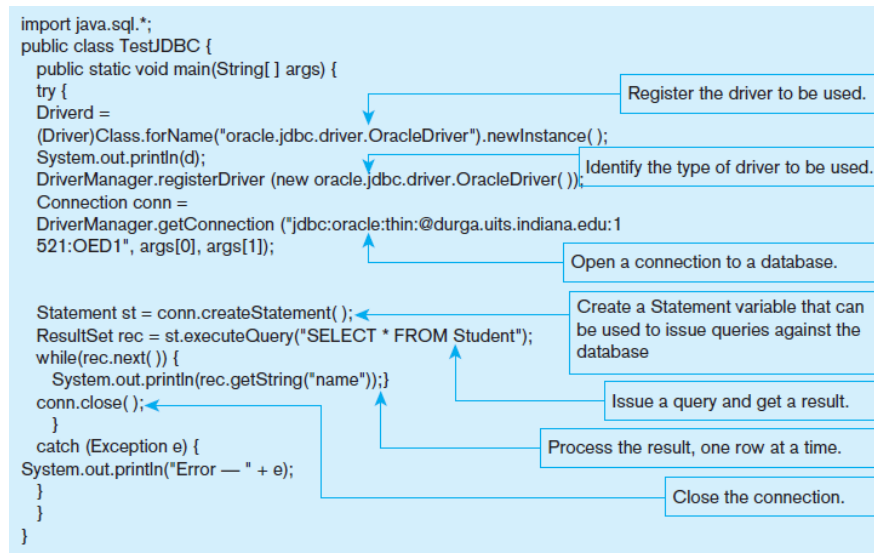 import java.sql.*;
public class TestJDBC {
public static void main(String[ ] args) {
try {
Register the driver to be used.
Driverd =
(Driver)Class.forName("oracle.jdbc.driver.OracleDriver").newInstance( );
System.out.println(d);
Identify the type of driver to be used.
DriverManager.registerDriver (new oracle.jdbc.driver.OracleDriver( ));
Connection conn =
DriverManager.getConnection ("jdbc:oracle:thin:@durga.uits.indiana.edu:1
521:OED1", args[0], args[1]);
Open a connection to a database.
Statement st = conn.createStatement( );
Create a Statement variable that can
be used to issue queries against the
database
ResultSet rec = st.executeQuery("SELECT * FROM Student");
while(rec.next( )) {
System.out.println(rec.getString("name"));}
Issue a query and get a result.
conn.close( );
}
Process the result, one row at a time.
catch (Exception e) {
System.out.println("Error — " + e);
Close the connection.
}
}
}